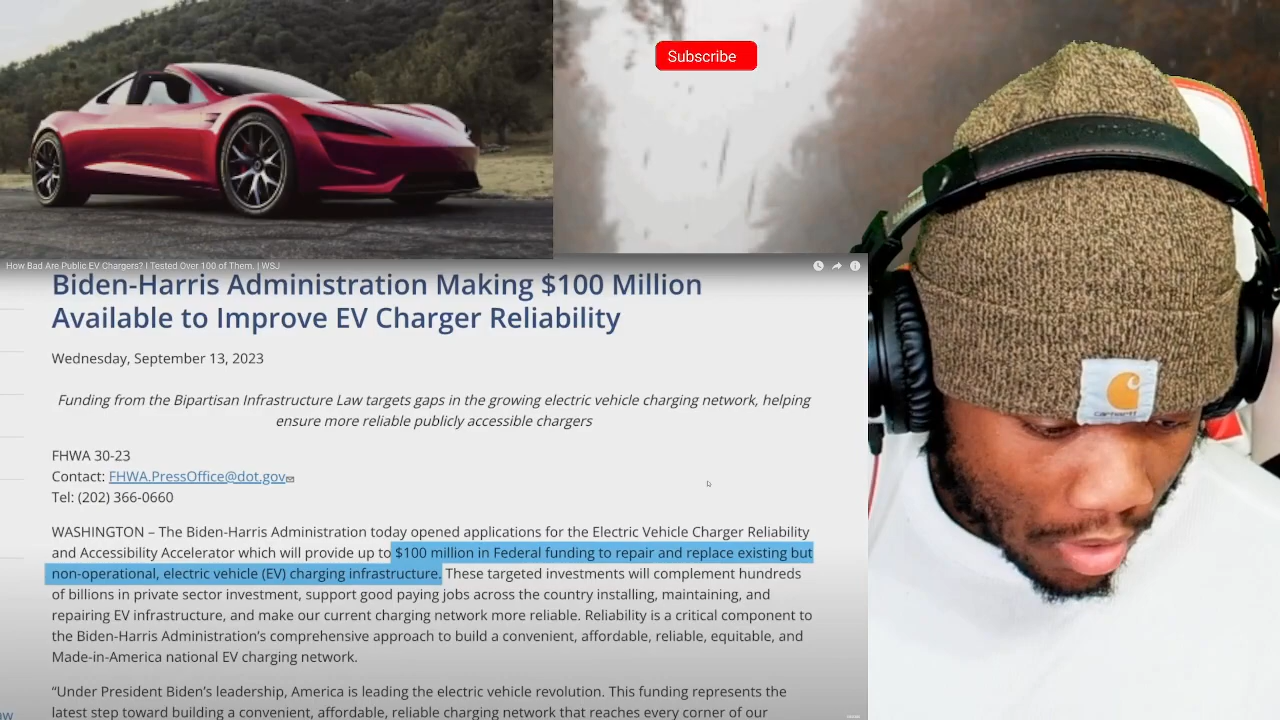 Subscribe
How Bad Are Public EV Chargers? I Tested Over 100 of Them. | WSJ
Biden-Harris Administration Making $100 Million
Available to Improve EV Charger Reliability
Wednesday, September 13, 2023
Funding from the Bipartisan Infrastructure Law targets gaps in the growing electric vehicle charging network, helping
ensure more reliable publicly accessible chargers
FHWA 30-23
Contact: FHWA.PressOffice@dot.gov
Tel: (202) 366-0660
WASHINGTON – The Biden-Harris Administration today opened applications for the Electric Vehicle Charger Reliability
and Accessibility Accelerator which will provide up to $100 million in Federal funding to repair and replace existing but
non-operational, electric vehicle (EV) charging infrastructure. These targeted investments will complement hundreds
of billions in private sector investment, support good paying jobs across the country installing, maintaining, and
repairing EV infrastructure, and make our current charging network more reliable. Reliability is a critical component to
the Biden-Harris Administration's comprehensive approach to build a convenient, affordable, reliable, equitable, and
Made-in-America national EV charging network.
“Under President Biden's leadership, America is leading the electric vehicle revolution. This funding represents the
latest step toward building a convenient, affordable, reliable charging network that reaches every corner of our
carhartt